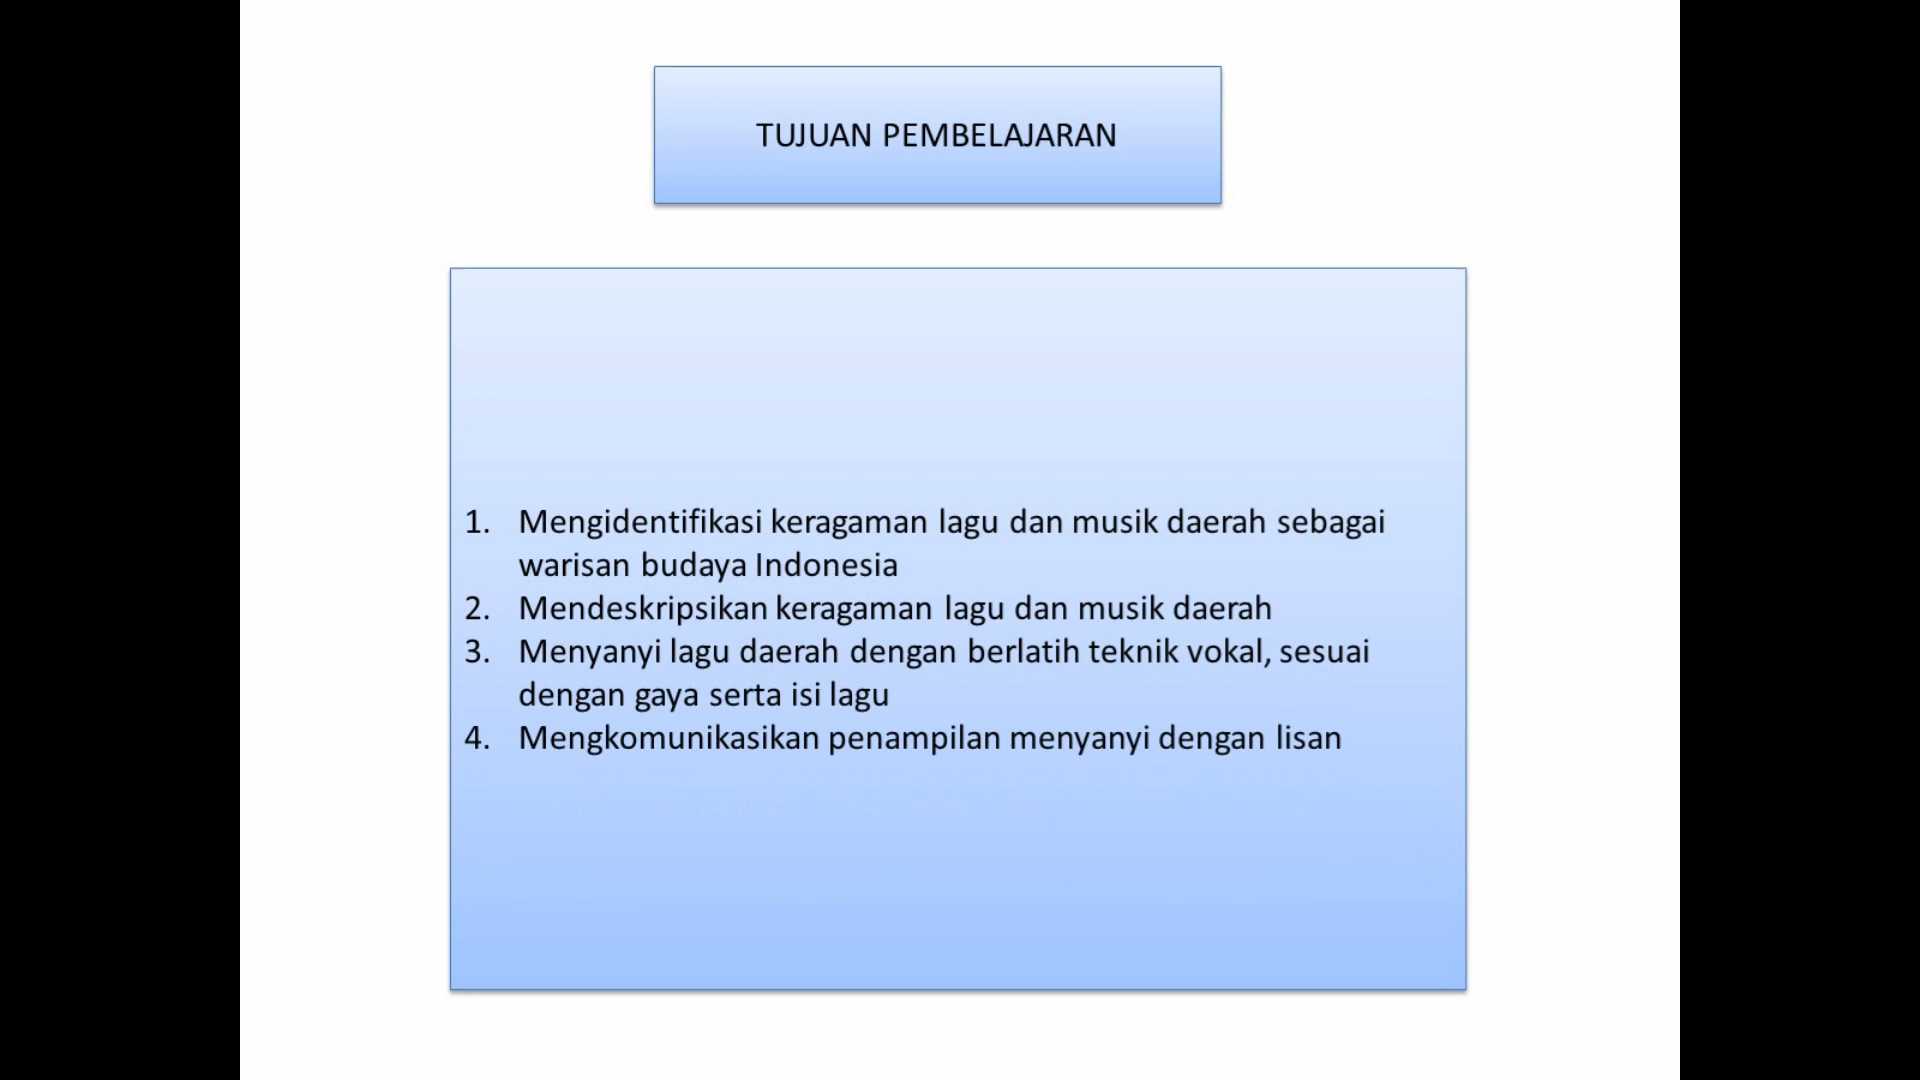 TUJUAN PEMBELAJARAN
1. Mengidentifikasi keragaman lagu dan musik daerah sebagai
warisan budaya Indonesia
2. Mendeskripsikan keragaman lagu dan musik daerah
3. Menyanyi lagu daerah dengan berlatih teknik vokal, sesuai
dengan gaya serta isi lagu
4. Mengkomunikasikan penampilan menyanyi dengan lisan